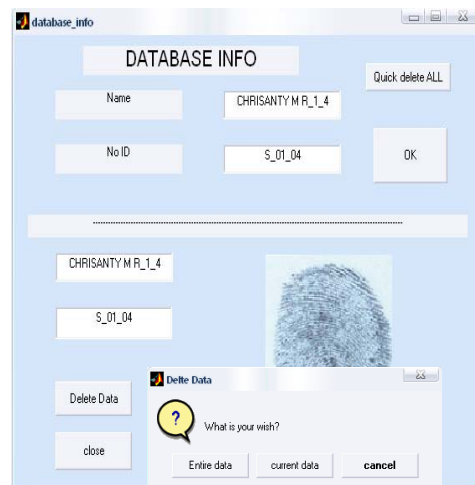 database_info
DATABASE INFO
Quick delete ALL
Name
CHRISANTY M R_1_4
No ID
S_01_04
OK
--------------------------------------------------------------------------------
CHRISANTY M R_1_4
S_01_04
Delete Data
close
Delte Data
?
What is your wish?
Entire data
current data
cancel